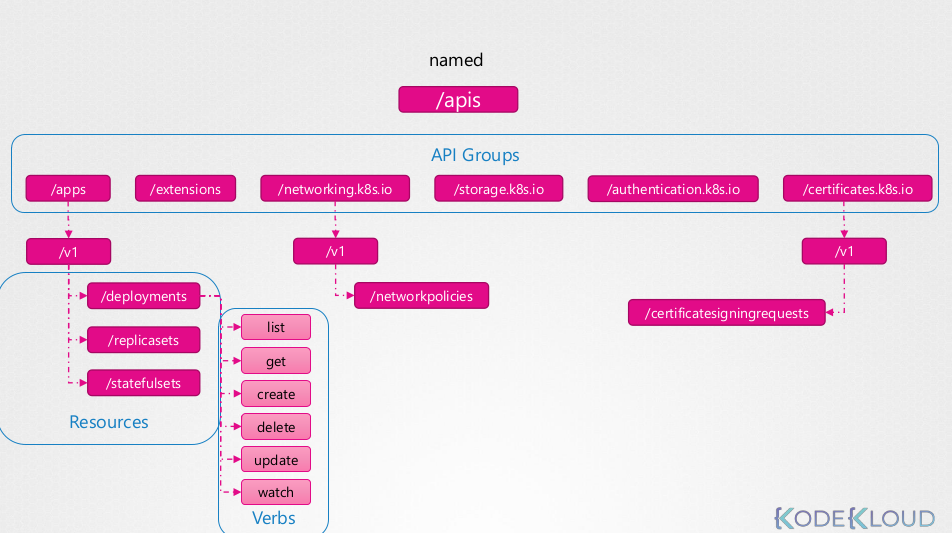 named
/apis
API Groups
/apps
/extensions
/networking.k8s.io
/storage.k8s.io
/authentication.k8s.io
/certificates.k8s.io
/v1
/v1
/v1
/deployments
/replicasets
/statefulsets
Resources
/networkpolicies
/certificatesigningrequests
list
get
create
delete
update
watch
Verbs
KODEKLOUD